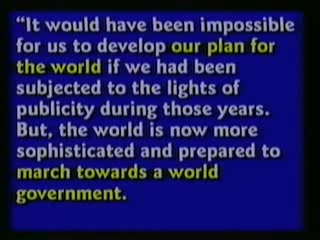 “It would have been impossible
for us to develop our plan for
the world if we had been
subjected to the lights of
publicity during those years.
But, the world is now more
sophisticated and prepared to
march towards a world
government.